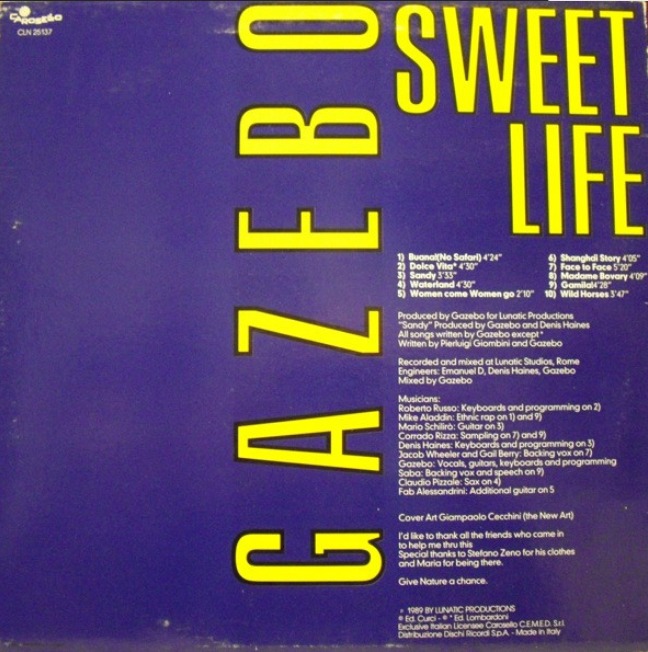 CAROSELLO
CLN 25137
GAZEBO
SWEET
LIFE
1) Buana!(No Safari) 4'24"
2) Dolce Vita* 4'30"
3) Sandy 3'33"
4) Waterland 4'30"
5) Women come Women go 2'10"
6) Shanghdi Story 4'05"
7) Face to Face 5'20"
8) Madame Bovary 4'09"
9) Gamila!4'28"
10) Wild Horses 3'47"
Produced by Gazebo for Lunatic Productions
"Sandy" Produced by Gazebo and Denis Haines
All songs written by Gazebo except*
Written by Pierluigi Giombini and Gazebo
Recorded and mixed at Lunatic Studios, Rome
Engineers: Emanuel D, Denis Haines, Gazebo
Mixed by Gazebo
Musicians:
Roberto Russo: Keyboards and programming on 2)
Mike Aladdin: Ethnic rap on 1) and 9)
Mario Schilirò: Guitar on 3)
Corrado Rizza: Sampling on 7) and 9)
Denis Haines: Keyboards and programming on 3)
Jacob Wheeler and Gail Berry: Backing vox on 7)
Gazebo: Vocals, guitars, keyboards and programming
Saba: Backing vox and speech on 9)
Claudio Pizzale: Sax on 4)
Fab Alessandrini: Additional guitar on 5
Cover Art Giampaolo Cecchini (the New Art)
I'd like to thank all the friends who came in
to help me thru this
Special thanks to Stefano Zeno for his clothes
and Maria for being there.
Give Nature a chance.
℗ 1989 BY LUNATIC PRODUCTIONS
© Ed. Curci - © * Ed. Lombardoni
Exclusive Italian Licensee Carosello C.E.M.E.D. S.r.l.
Distribuzione Dischi Ricordi S.p.A. - Made in Italy